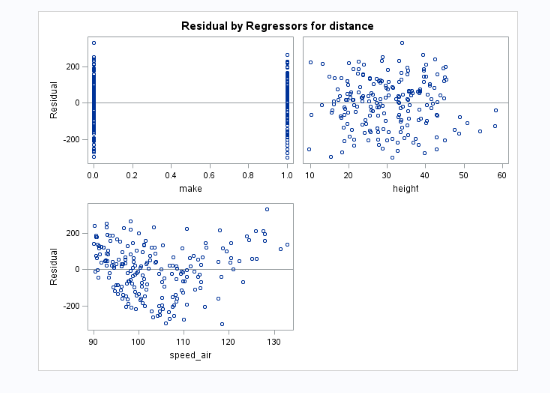 Residual by Regressors for distance
Residual
200
0
-200
0.0 0.2 0.4 0.6 0.8 1.0
make
10 20 30 40 50 60
height
Residual
200
0
-200
90 100 110 120 130
speed_air